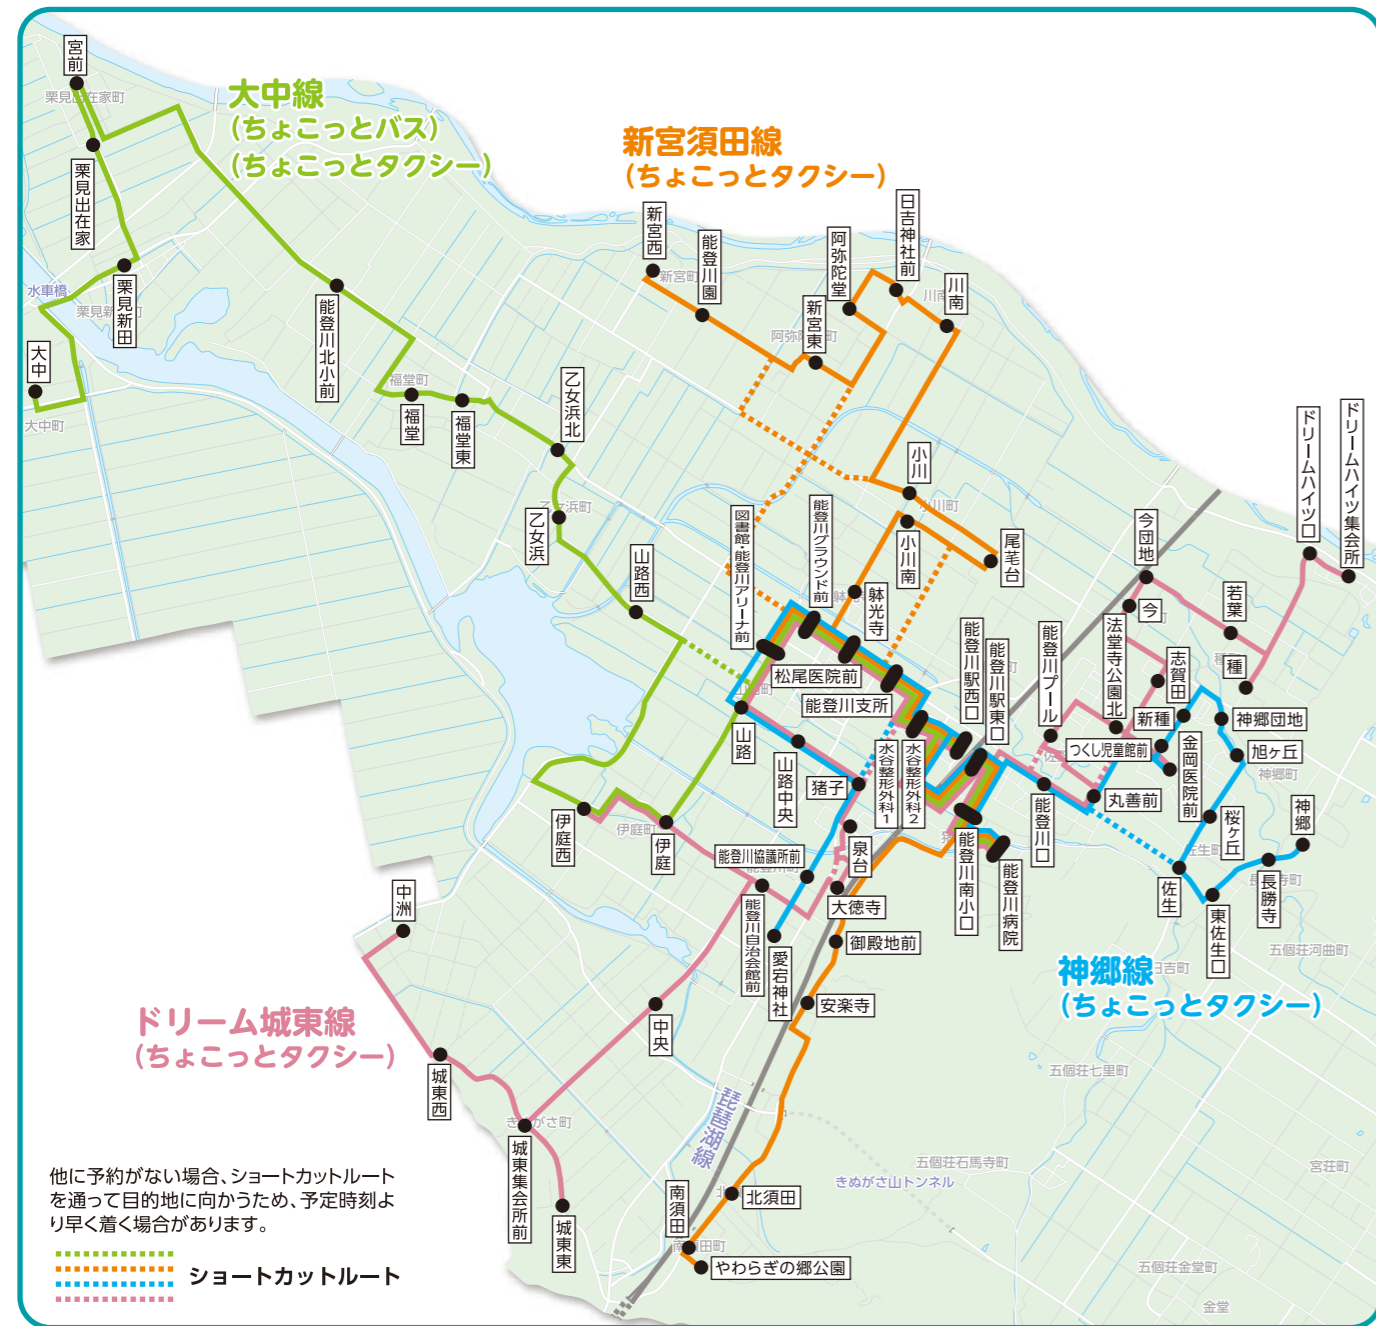 宮前
栗見出在家町
大中線
(ちょこっとバス)
(ちょこっとタクシー)
新宮須田線
(ちょこっとタクシー)
栗見出在家
水車橋
栗見新田
大中
大中町
能登川北小前
福堂町
福堂
福堂東
乙女浜北
乙女浜町
乙女浜
山路西
新宮西
新宮町
能登川園
新宮東
阿弥陀堂
日吉神社前
川南
小川
小川町
小川南
尾苼台
躰光寺
図書館・能登川アリーナ前
能登川グラウンド前
松尾医院前
能登川支所
能登川駅西口
能登川駅東口
水谷整形外科1
水谷整形外科2
能登川南小口
能登川病院
能登川プール
能登川口
つくし児童館前
法堂寺公園北
丸善前
今団地
今
若葉
種
ドリームハイツ口
ドリームハイツ集会所
志賀田
新種
金岡医院前
神郷団地
旭ヶ丘
神郷町
桜ヶ丘
佐生町
佐生
東佐生口
長勝寺
神郷
山路
山路中央
猪子
泉台
大徳寺
伊庭西
伊庭町
伊庭
能登川協議所前
能登川自治会館前
愛宕神社
御殿地前
安楽寺
中洲
中央
ドリーム城東線
(ちょこっとタクシー)
神郷線
(ちょこっとタクシー)
五個荘河曲町
五個荘七里町
城東西
城東集会所前
城東東
琵琶湖線
北須田
南須田
やわらぎの郷公園
五個荘石馬寺町
きぬがさ山トンネル
宮荘町
五個荘金堂町
金堂
他に予約がない場合、ショートカットルート
を通って目的地に向かうため、予定時刻よ
り早く着く場合があります。
ショートカットルート